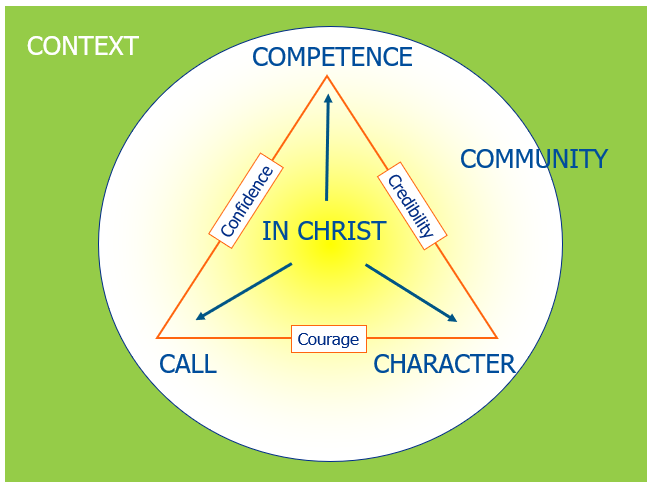 CONTEXT
COMPETENCE
COMMUNITY
Confidence
Credibility
IN CHRIST
Courage
CALL
CHARACTER